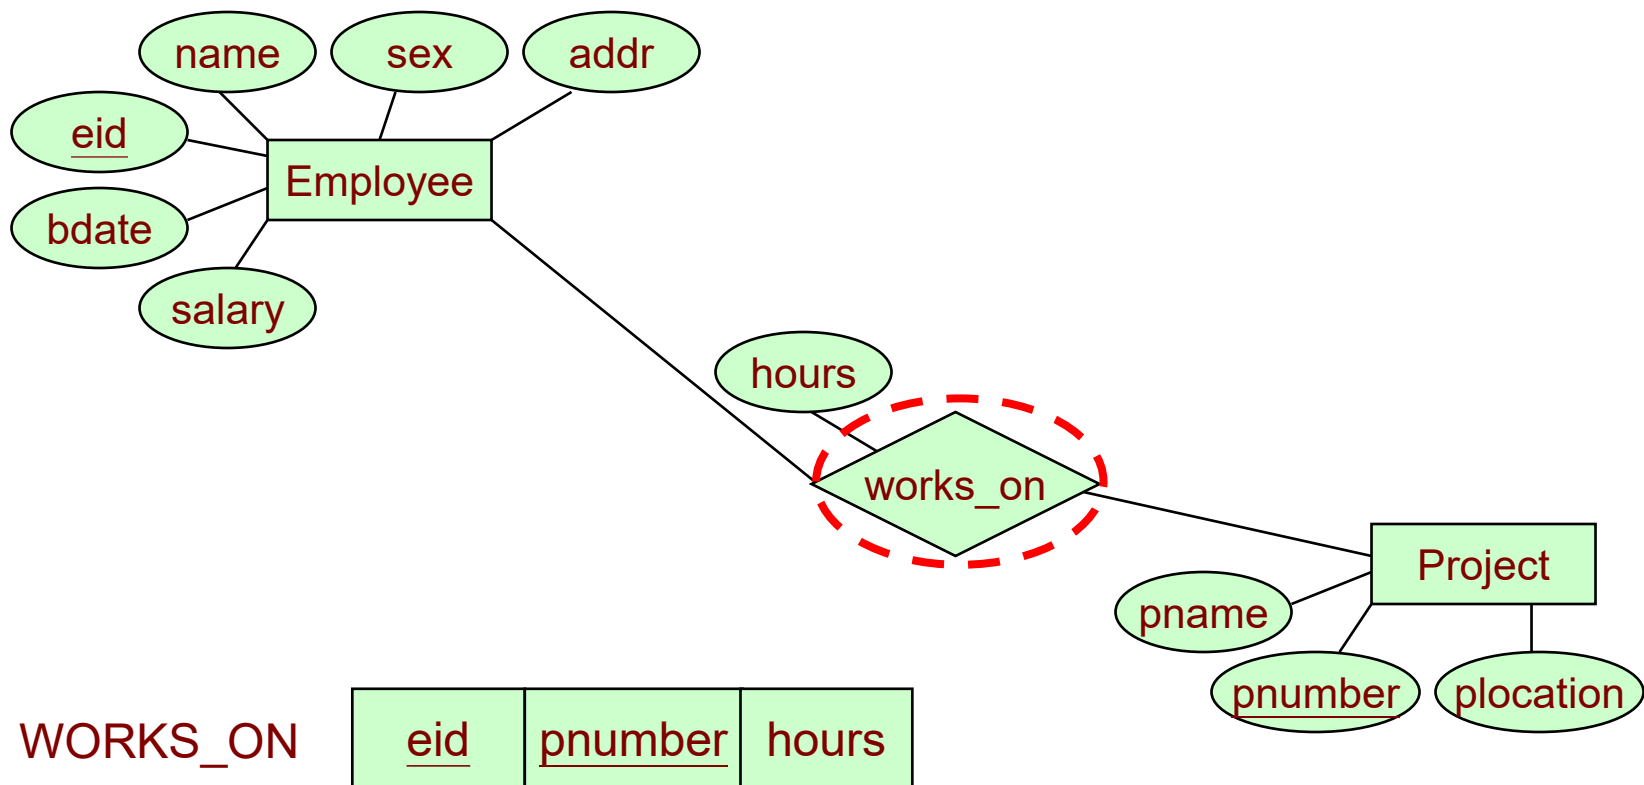 name
sex
addr
eid
Employee
bdate
salary
hours
works_on
Project
pname
pnumber
plocation
WORKS_ON
eid
pnumber
hours